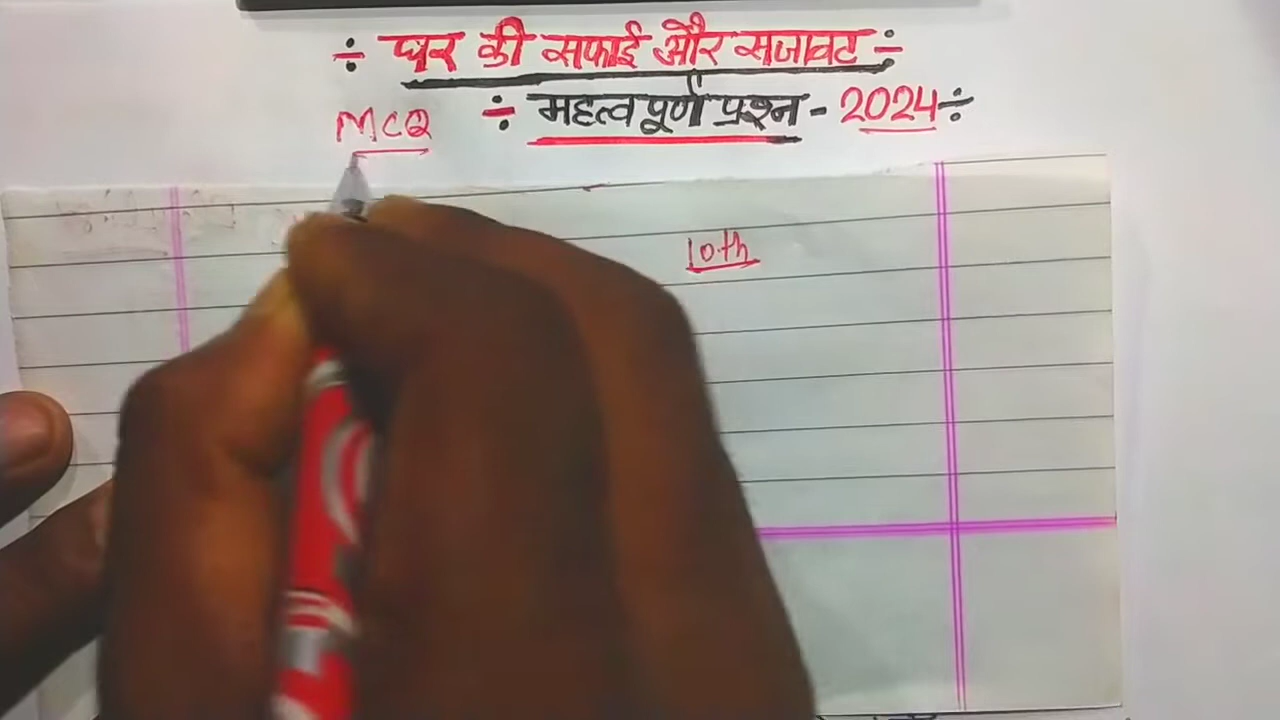 ÷ घर की सफाई और सजावट ÷
÷ महत्वपूर्ण प्रश्न - 2024 ÷
MCQ
10th